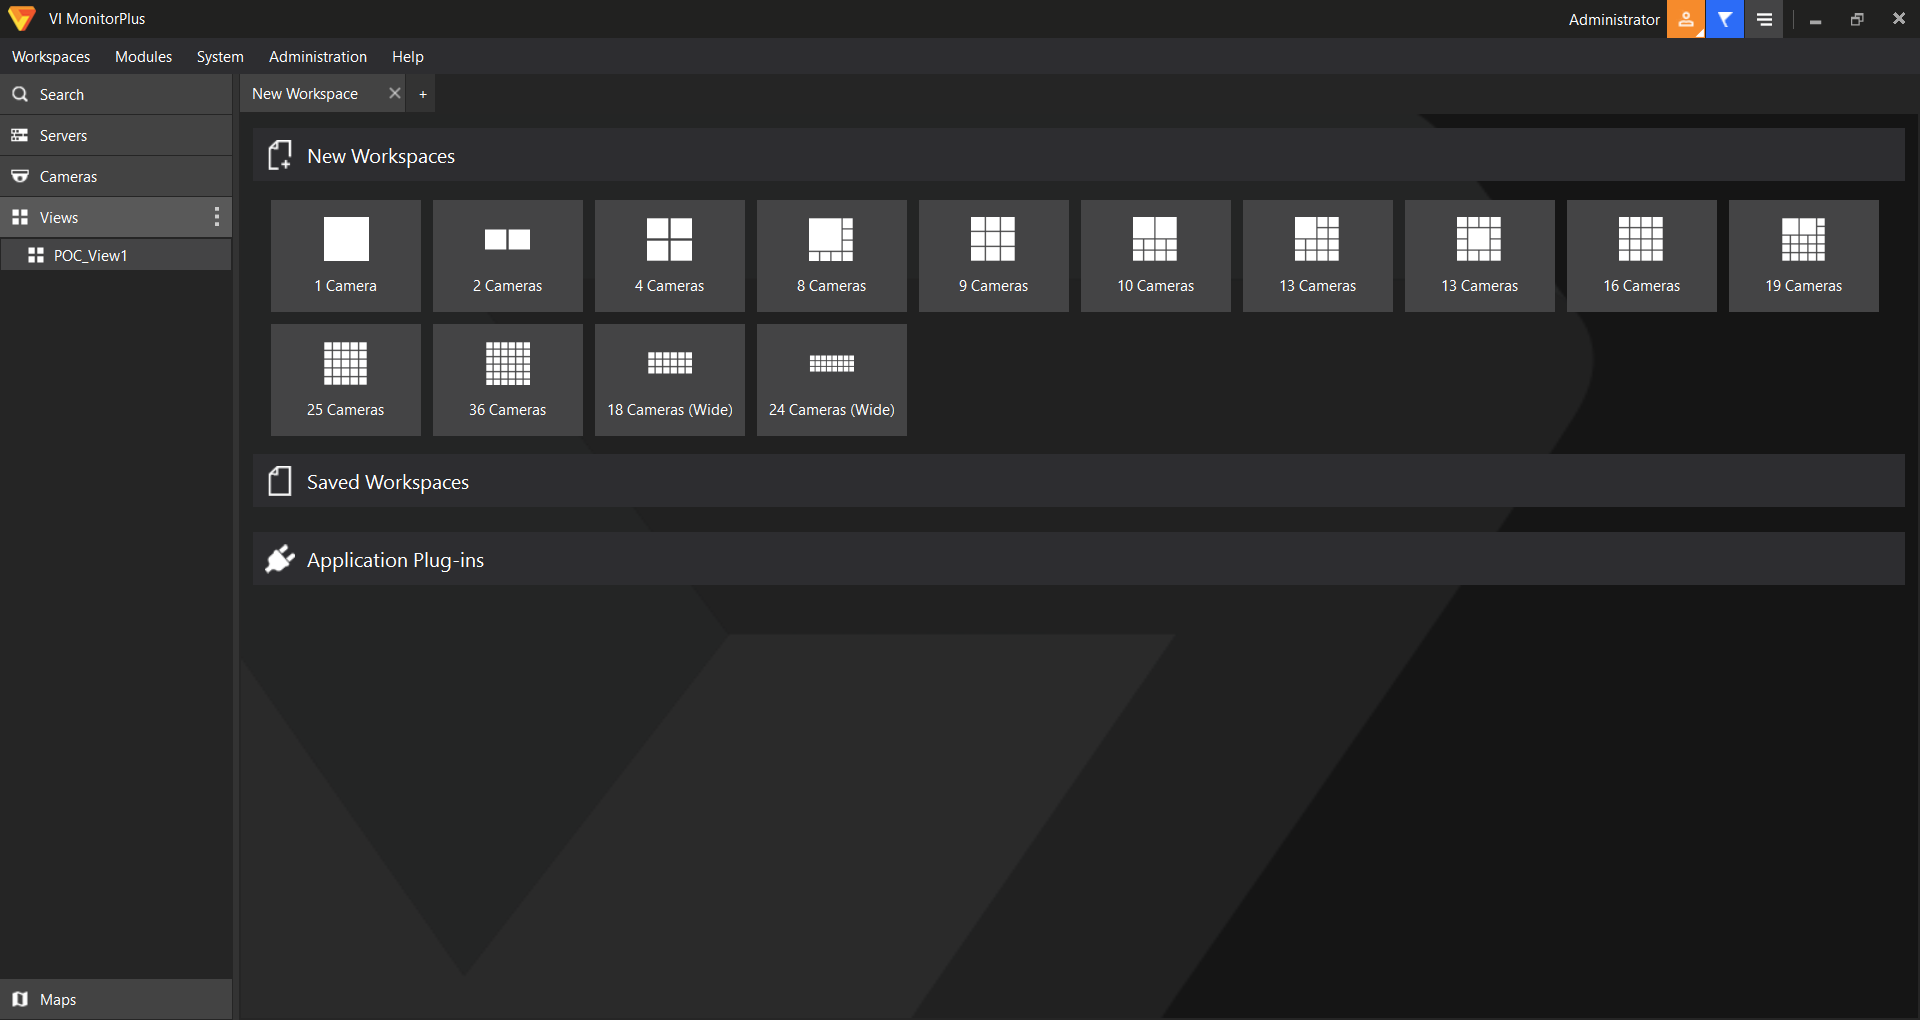 VI MonitorPlus
Administrator
Workspaces Modules System Administration Help
Search
Servers
Cameras
Views
POC_View1
Maps
New Workspace
+
New Workspaces
1 Camera
2 Cameras
4 Cameras
8 Cameras
9 Cameras
10 Cameras
13 Cameras
13 Cameras
16 Cameras
19 Cameras
25 Cameras
36 Cameras
18 Cameras (Wide)
24 Cameras (Wide)
Saved Workspaces
Application Plug-ins